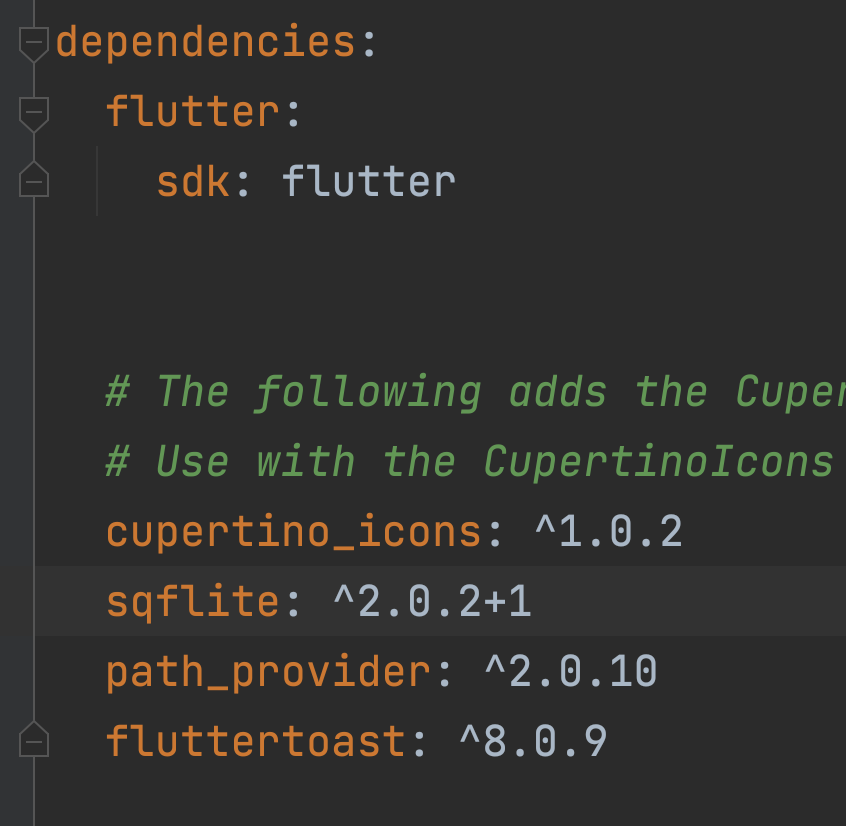 dependencies:
  flutter:
    sdk: flutter
  # The following adds the
  # Use with the CupertinoIcons
  cupertino_icons: ^1.0.2
  sqflite: ^2.0.2+1
  path_provider: ^2.0.10
  fluttertoast: ^8.0.9